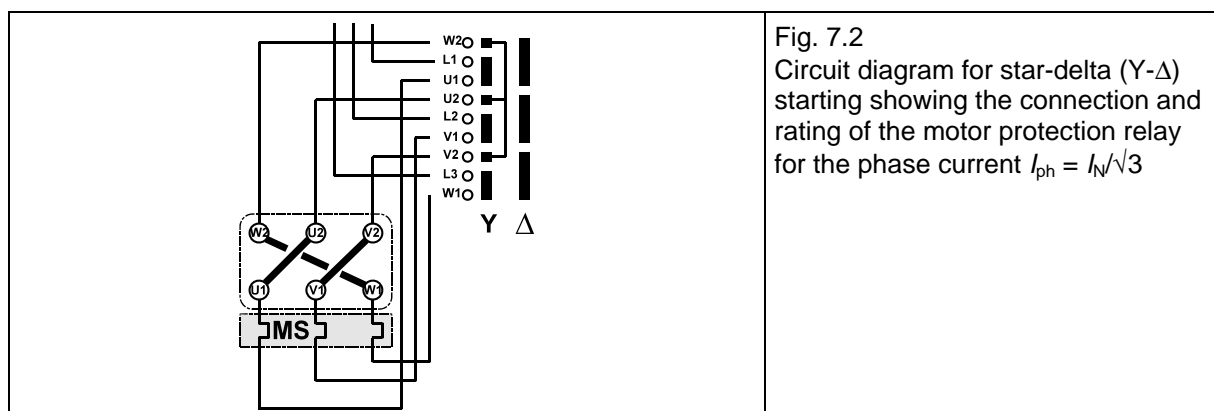 W2
L1
U1
U2
L2
V1
V2
L3
W1
Y Δ
W2 U2 V2
U1 V1 W1
MS
Fig. 7.2
Circuit diagram for star-delta (Y-Δ)
starting showing the connection and
rating of the motor protection relay
for the phase current Iph = IN/√3